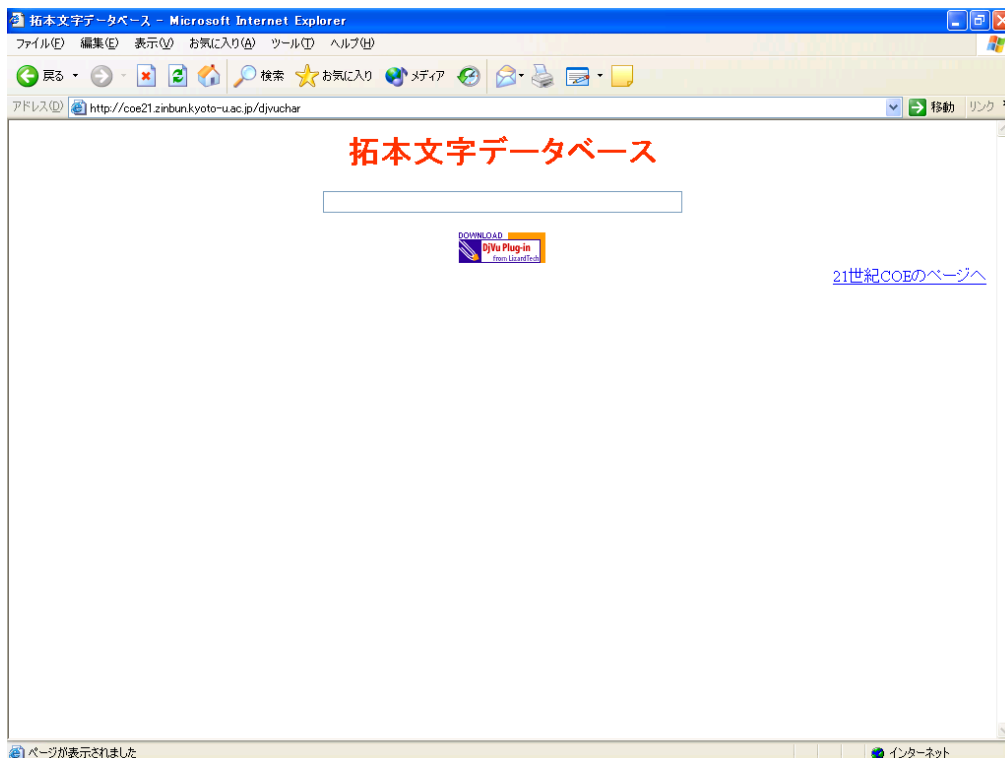 拓本文字データベース - Microsoft Internet Explorer
ファイル(F) 編集(E) 表示(V) お気に入り(A) ツール(T) ヘルプ(H)
戻る 検索 お気に入り メディア
アドレス(D) http://coe21.zinbun.kyoto-u.ac.jp/djvuchar 移動 リンク
拓本文字データベース
DOWNLOAD
DjVu Plug-in
from LizardTech
21世紀COEのページへ
ページが表示されました インターネット